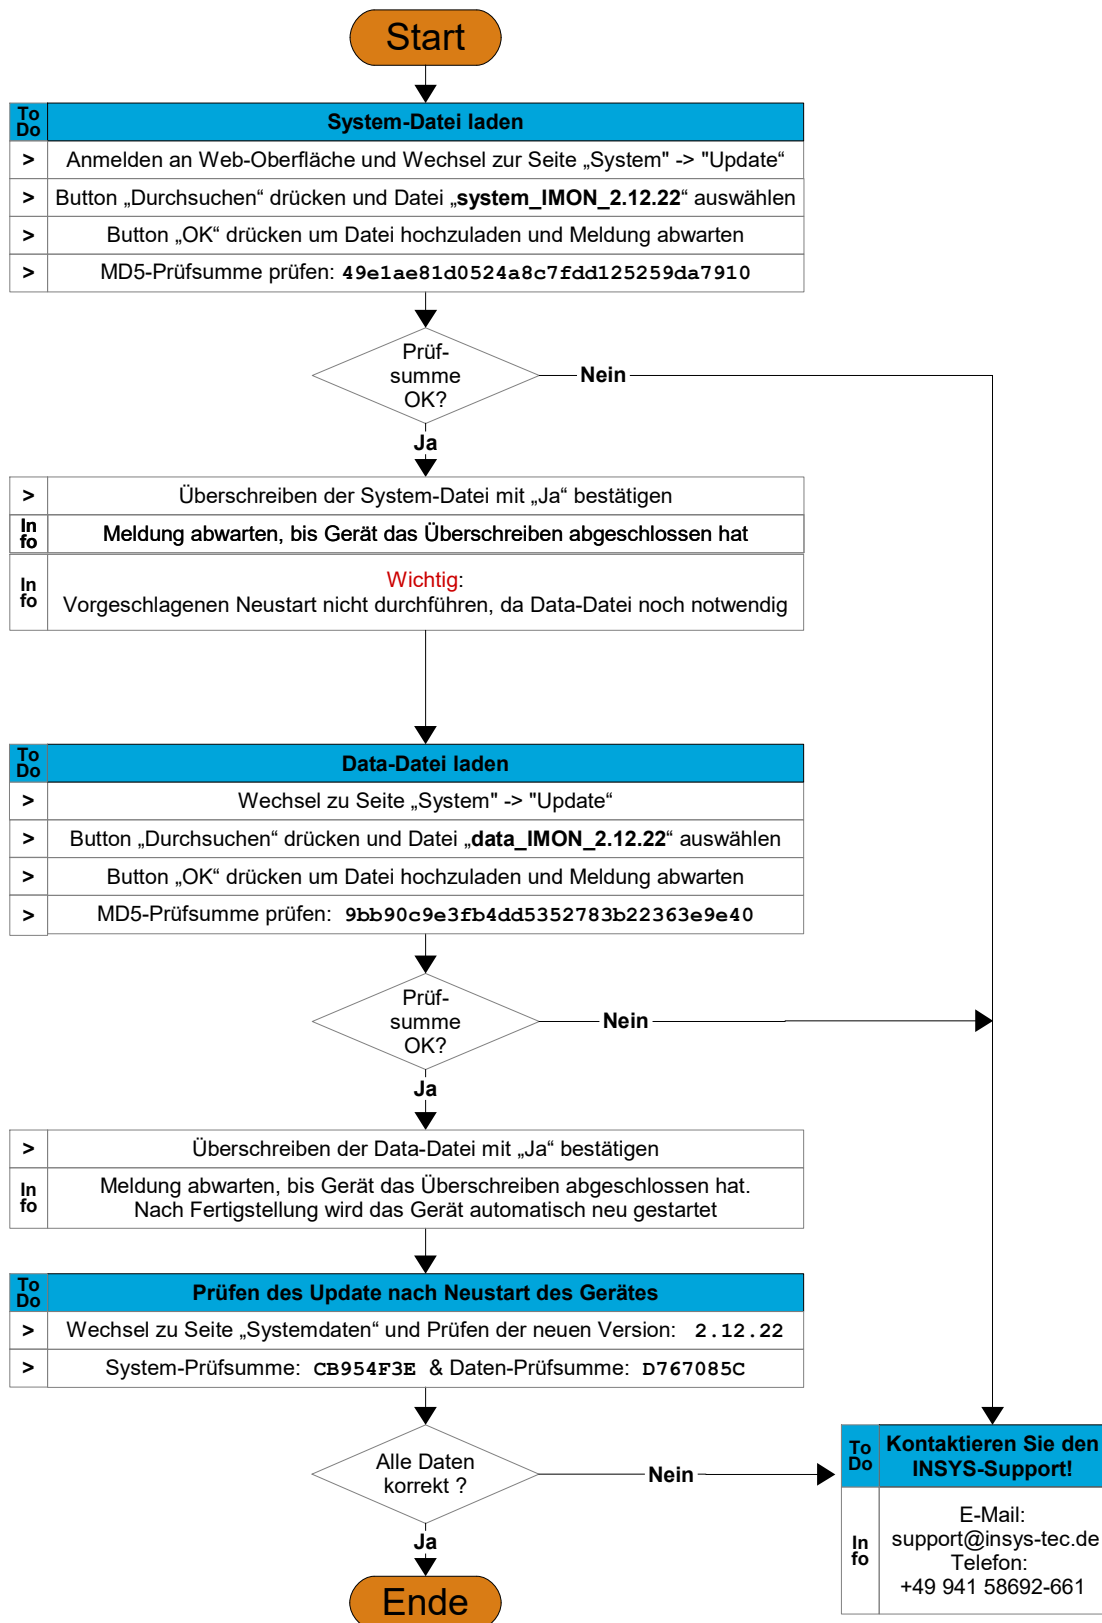 Start
To Do System-Datei laden
> Anmelden an Web-Oberfläche und Wechsel zur Seite „System" -> "Update“
> Button „Durchsuchen“ drücken und Datei „system_IMON_2.12.22“ auswählen
> Button „OK“ drücken um Datei hochzuladen und Meldung abwarten
> MD5-Prüfsumme prüfen: 49e1ae81d0524a8c7fdd125259da7910
Prüf-
summe
OK?
Nein
Ja
> Überschreiben der System-Datei mit „Ja“ bestätigen
In fo Meldung abwarten, bis Gerät das Überschreiben abgeschlossen hat
In fo Wichtig:
Vorgeschlagenen Neustart nicht durchführen, da Data-Datei noch notwendig
To Do Data-Datei laden
> Wechsel zu Seite „System" -> "Update“
> Button „Durchsuchen“ drücken und Datei „data_IMON_2.12.22“ auswählen
> Button „OK“ drücken um Datei hochzuladen und Meldung abwarten
> MD5-Prüfsumme prüfen: 9bb90c9e3fb4dd5352783b22363e9e40
Prüf-
summe
OK?
Nein
Ja
> Überschreiben der Data-Datei mit „Ja“ bestätigen
In fo Meldung abwarten, bis Gerät das Überschreiben abgeschlossen hat.
Nach Fertigstellung wird das Gerät automatisch neu gestartet
To Do Prüfen des Update nach Neustart des Gerätes
> Wechsel zu Seite „Systemdaten“ und Prüfen der neuen Version: 2.12.22
> System-Prüfsumme: CB954F3E & Daten-Prüfsumme: D767085C
Alle Daten
korrekt ?
Nein
Ja
Ende
To Do Kontaktieren Sie den
INSYS-Support!
In fo E-Mail:
support@insys-tec.de
Telefon:
+49 941 58692-661